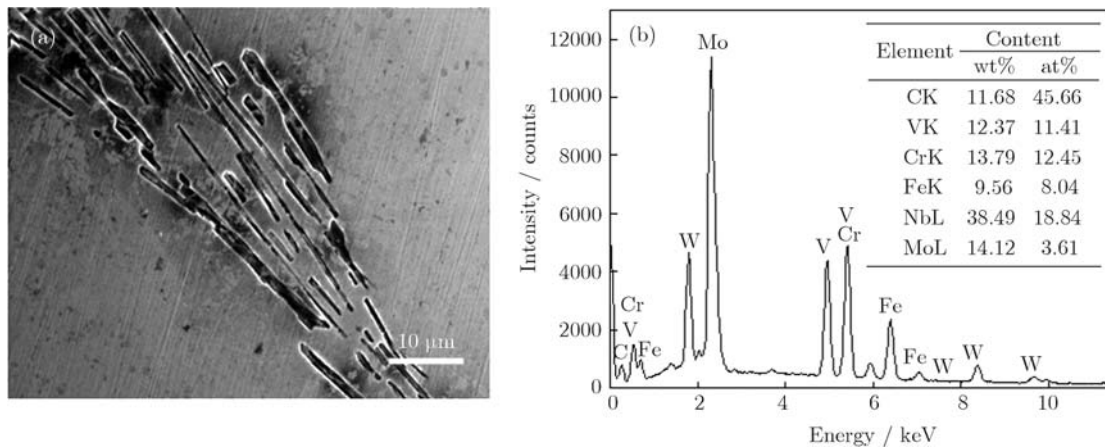 (a)
10 μm
(b)
Intensity / counts
12000
10000
8000
6000
4000
2000
0
Mo
W
V
V
Cr
Cr
V
C
Fe
Fe
Fe
W
W
W
0 2 4 6 8 10
Energy / keV
Element Content
wt% at%
CK 11.68 45.66
VK 12.37 11.41
CrK 13.79 12.45
FeK 9.56 8.04
NbL 38.49 18.84
MoL 14.12 3.61